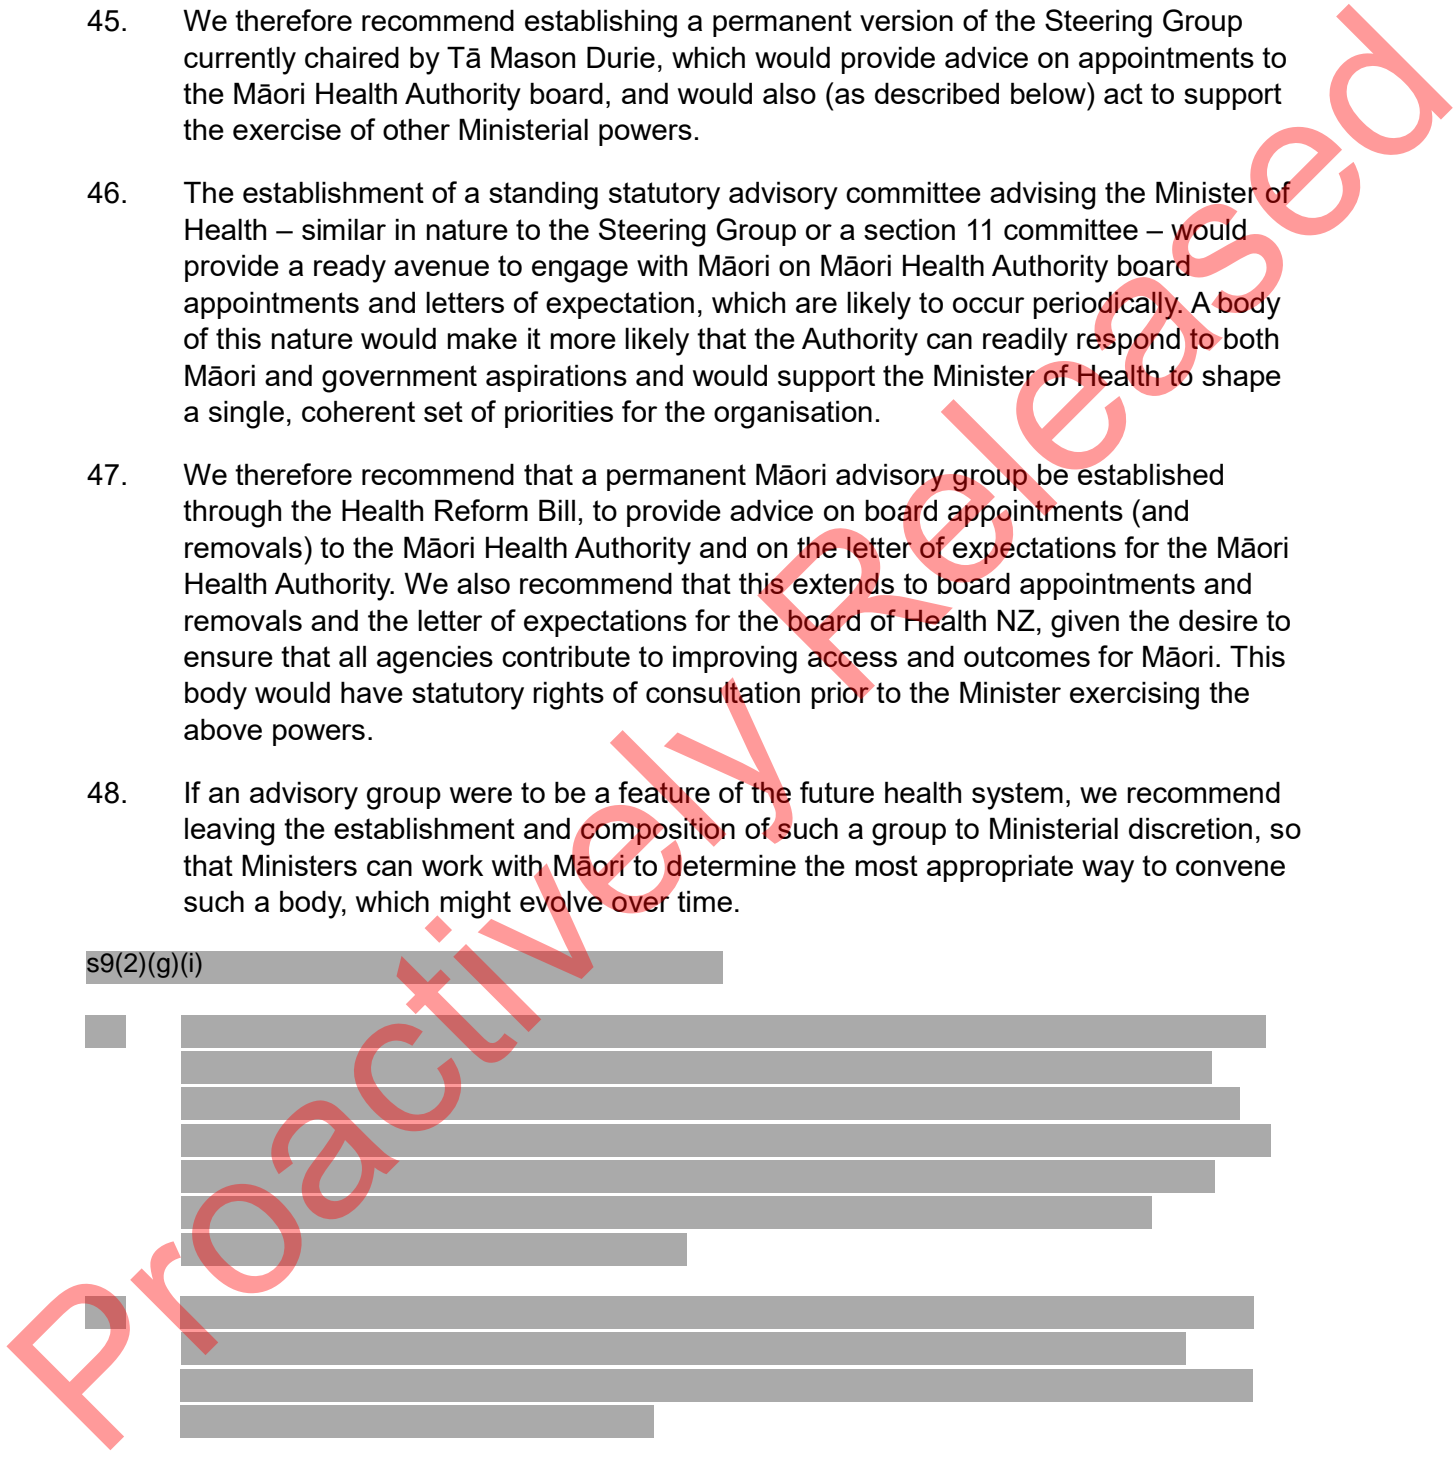 45. We therefore recommend establishing a permanent version of the Steering Group
currently chaired by Tā Mason Durie, which would provide advice on appointments to
the Māori Health Authority board, and would also (as described below) act to support
the exercise of other Ministerial powers.
46. The establishment of a standing statutory advisory committee advising the Minister of
Health – similar in nature to the Steering Group or a section 11 committee – would
provide a ready avenue to engage with Māori on Māori Health Authority board
appointments and letters of expectation, which are likely to occur periodically. A body
of this nature would make it more likely that the Authority can readily respond to both
Māori and government aspirations and would support the Minister of Health to shape
a single, coherent set of priorities for the organisation.
47. We therefore recommend that a permanent Māori advisory group be established
through the Health Reform Bill, to provide advice on board appointments (and
removals) to the Māori Health Authority and on the letter of expectations for the Māori
Health Authority. We also recommend that this extends to board appointments and
removals and the letter of expectations for the board of Health NZ, given the desire to
ensure that all agencies contribute to improving access and outcomes for Māori. This
body would have statutory rights of consultation prior to the Minister exercising the
above powers.
48. If an advisory group were to be a feature of the future health system, we recommend
leaving the establishment and composition of such a group to Ministerial discretion, so
that Ministers can work with Māori to determine the most appropriate way to convene
such a body, which might evolve over time.
s9(2)(g)(i)
Proactively Released